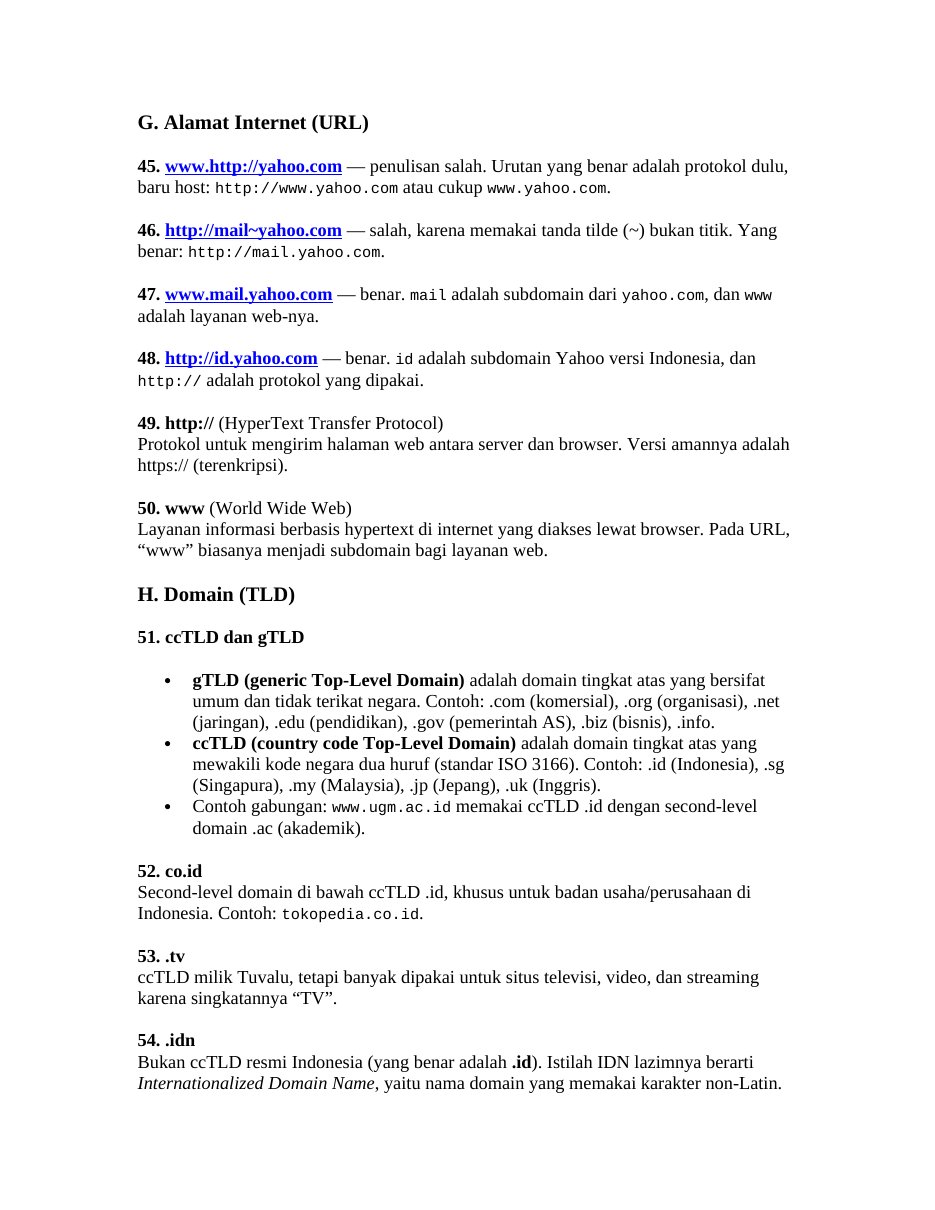 G. Alamat Internet (URL)
45. www.http://yahoo.com — penulisan salah. Urutan yang benar adalah protokol dulu,
baru host: http://www.yahoo.com atau cukup www.yahoo.com.
46. http://mail~yahoo.com — salah, karena memakai tanda tilde (~) bukan titik. Yang
benar: http://mail.yahoo.com.
47. www.mail.yahoo.com — benar. mail adalah subdomain dari yahoo.com, dan www
adalah layanan web-nya.
48. http://id.yahoo.com — benar. id adalah subdomain Yahoo versi Indonesia, dan
http:// adalah protokol yang dipakai.
49. http:// (HyperText Transfer Protocol)
Protokol untuk mengirim halaman web antara server dan browser. Versi amannya adalah
https:// (terenkripsi).
50. www (World Wide Web)
Layanan informasi berbasis hypertext di internet yang diakses lewat browser. Pada URL,
“www” biasanya menjadi subdomain bagi layanan web.
H. Domain (TLD)
51. ccTLD dan gTLD
• gTLD (generic Top-Level Domain) adalah domain tingkat atas yang bersifat
umum dan tidak terikat negara. Contoh: .com (komersial), .org (organisasi), .net
(jaringan), .edu (pendidikan), .gov (pemerintah AS), .biz (bisnis), .info.
• ccTLD (country code Top-Level Domain) adalah domain tingkat atas yang
mewakili kode negara dua huruf (standar ISO 3166). Contoh: .id (Indonesia), .sg
(Singapura), .my (Malaysia), .jp (Jepang), .uk (Inggris).
• Contoh gabungan: www.ugm.ac.id memakai ccTLD .id dengan second-level
domain .ac (akademik).
52. co.id
Second-level domain di bawah ccTLD .id, khusus untuk badan usaha/perusahaan di
Indonesia. Contoh: tokopedia.co.id.
53. .tv
ccTLD milik Tuvalu, tetapi banyak dipakai untuk situs televisi, video, dan streaming
karena singkatannya “TV”.
54. .idn
Bukan ccTLD resmi Indonesia (yang benar adalah .id). Istilah IDN lazimnya berarti
Internationalized Domain Name, yaitu nama domain yang memakai karakter non-Latin.